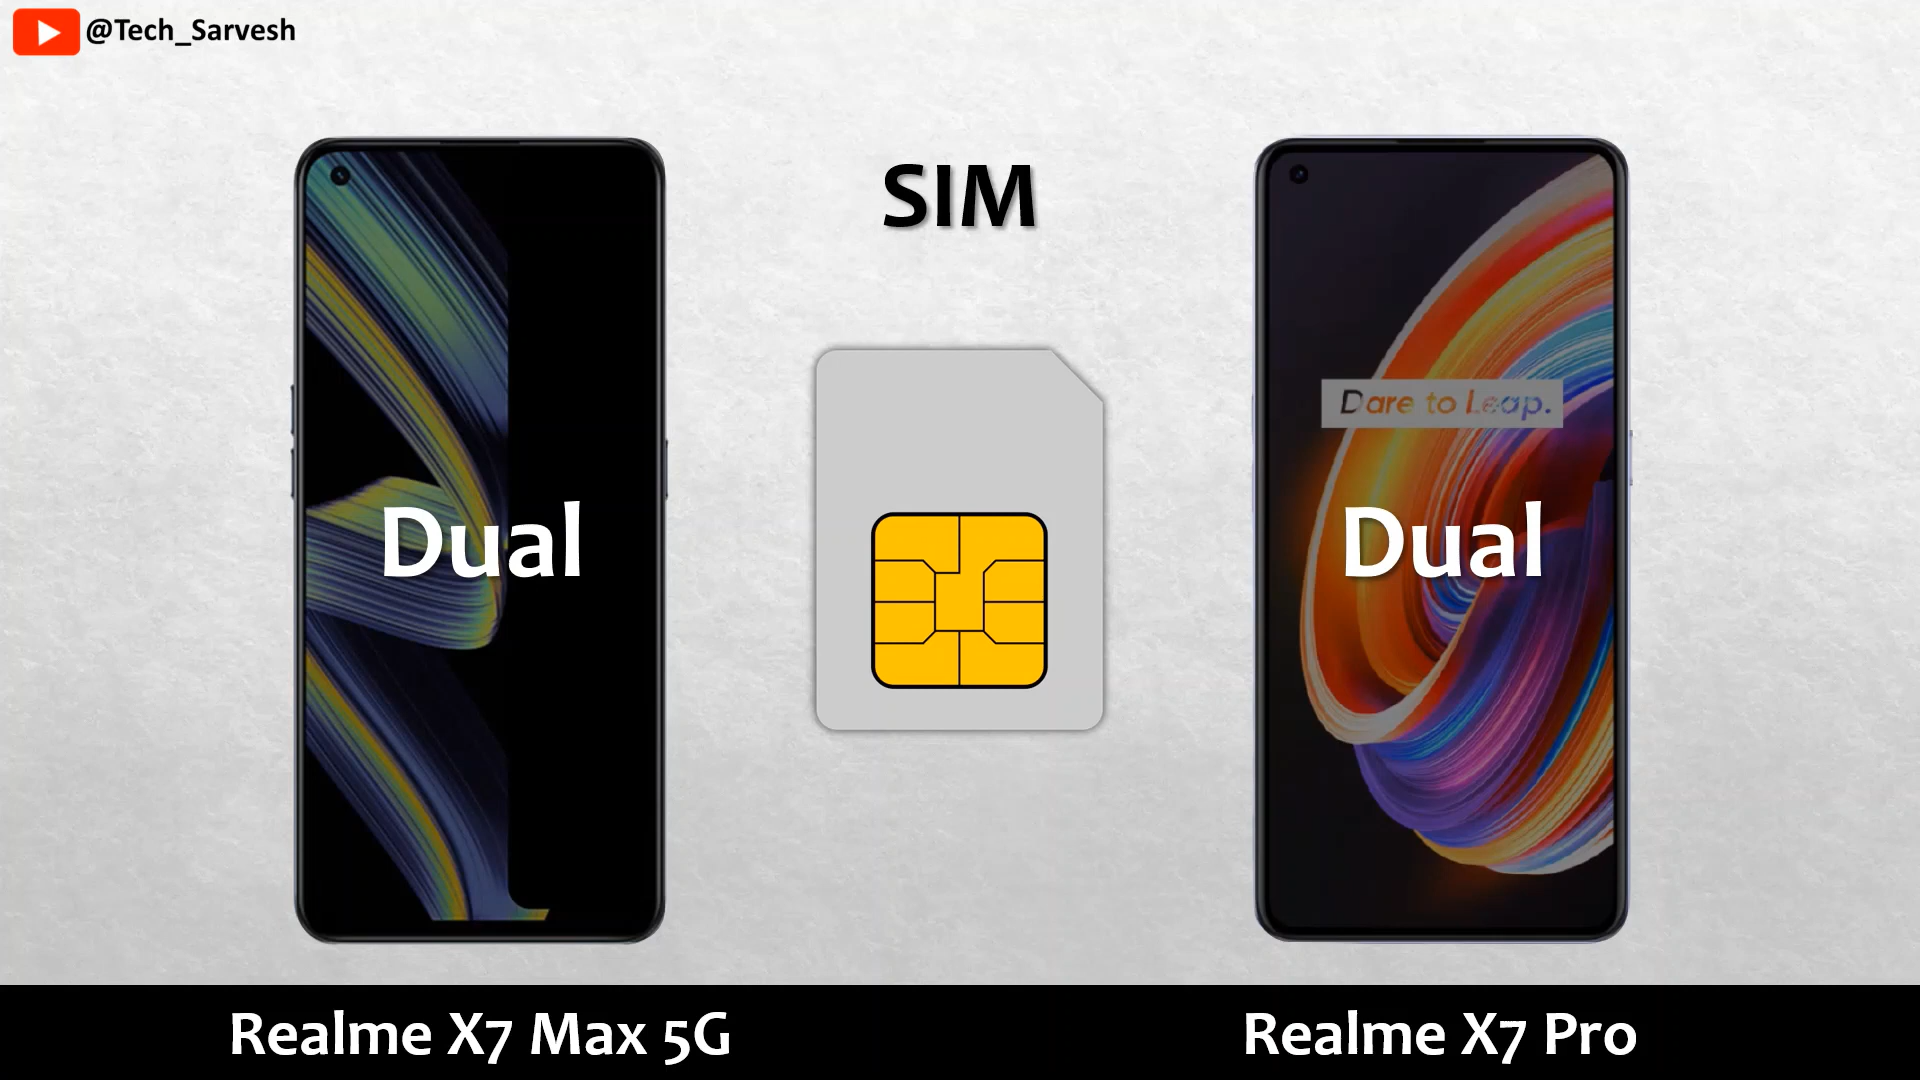 @Tech_Sarvesh
SIM
Dare to Leap.
Dual
Dual
Realme X7 Max 5G
Realme X7 Pro